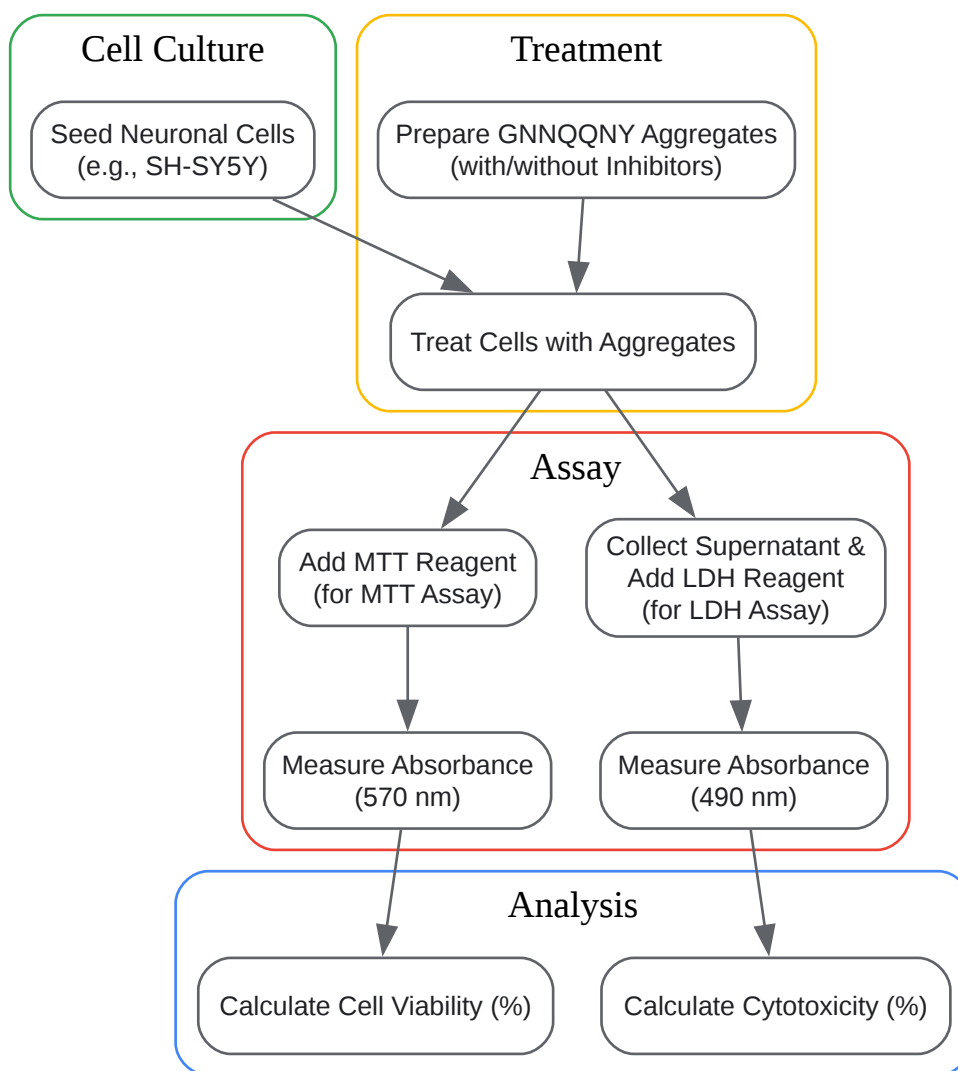 Cell Culture
Seed Neuronal Cells
(e.g., SH-SY5Y)
Treatment
Prepare GNNQQNY Aggregates
(with/without Inhibitors)
Treat Cells with Aggregates
Assay
Add MTT Reagent
(for MTT Assay)
Collect Supernatant &
Add LDH Reagent
(for LDH Assay)
Measure Absorbance
(570 nm)
Measure Absorbance
(490 nm)
Analysis
Calculate Cell Viability (%)
Calculate Cytotoxicity (%)